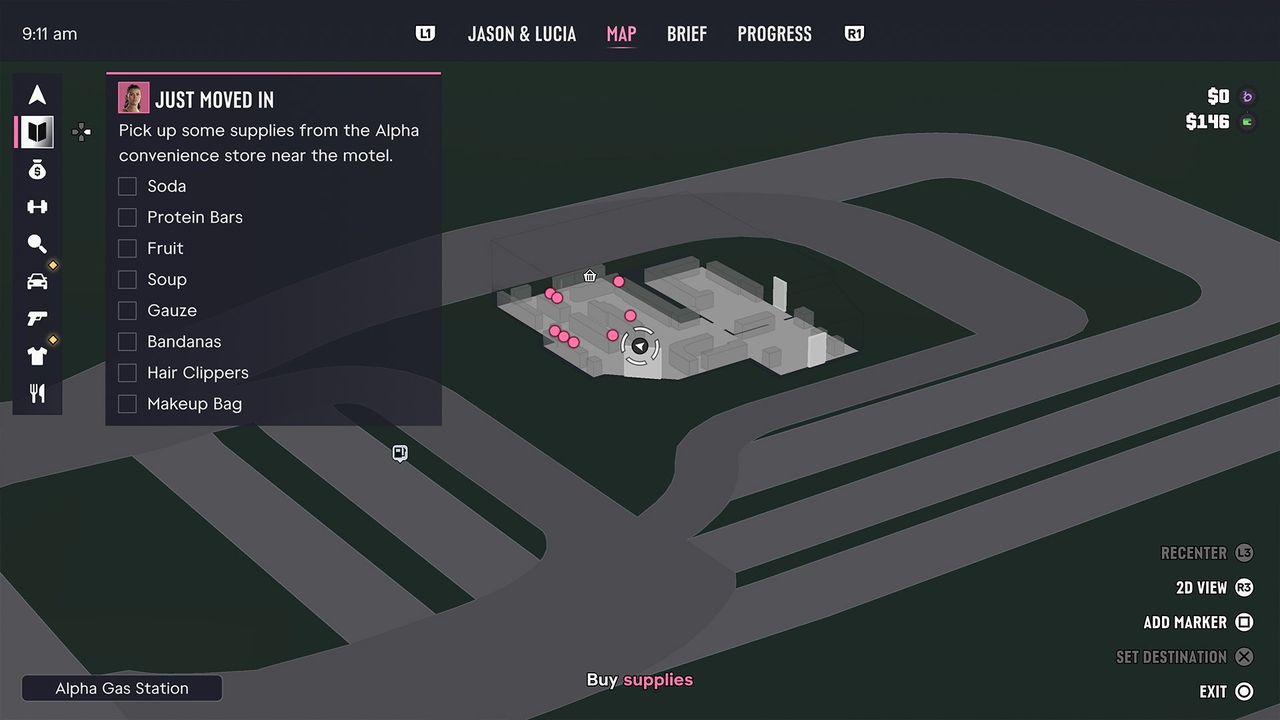 9:11 am
L1
JASON & LUCIA
MAP
BRIEF
PROGRESS
R1
$0
$146
JUST MOVED IN
Pick up some supplies from the Alpha
convenience store near the motel.
Soda
Protein Bars
Fruit
Soup
Gauze
Bandanas
Hair Clippers
Makeup Bag
RECENTER L3
2D VIEW R3
ADD MARKER
SET DESTINATION
EXIT
Buy supplies
Alpha Gas Station